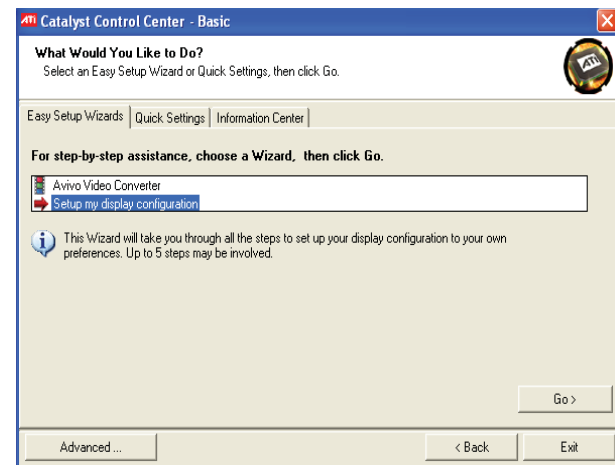 ATI Catalyst Control Center - Basic
What Would You Like to Do?
Select an Easy Setup Wizard or Quick Settings, then click Go.
ATI
Easy Setup Wizards Quick Settings Information Center
For step-by-step assistance, choose a Wizard, then click Go.
Avivo Video Converter
Setup my display configuration
This Wizard will take you through all the steps to set up your display configuration to your own
preferences. Up to 5 steps may be involved.
Go >
Advanced ... < Back Exit